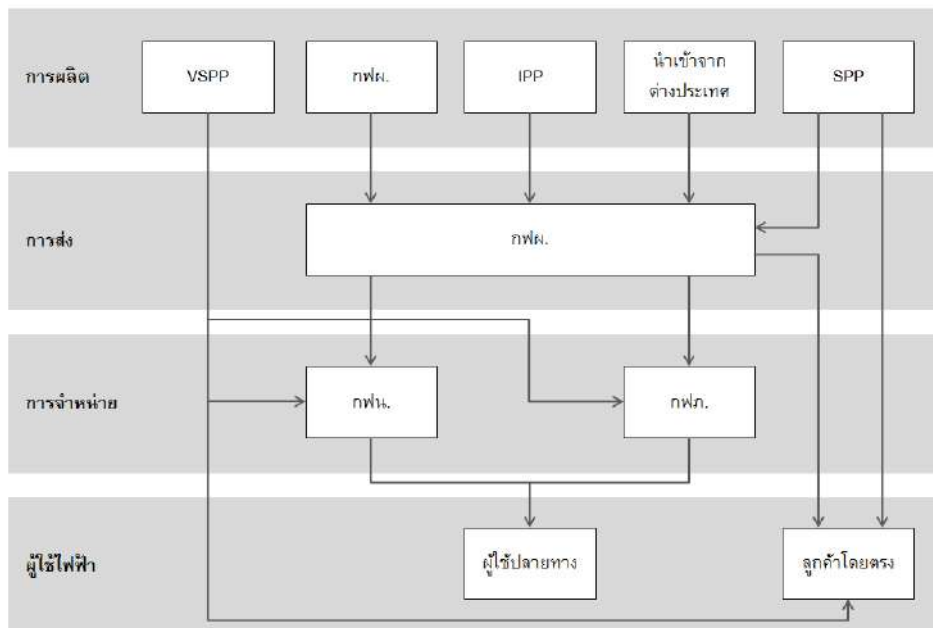 การผลิต
VSPP
กฟผ.
IPP
นำเข้าจาก
ต่างประเทศ
SPP
การส่ง
กฟผ.
การจำหน่าย
กฟน.
กฟภ.
ผู้ใช้ไฟฟ้า
ผู้ใช้ปลายทาง
ลูกค้าโดยตรง